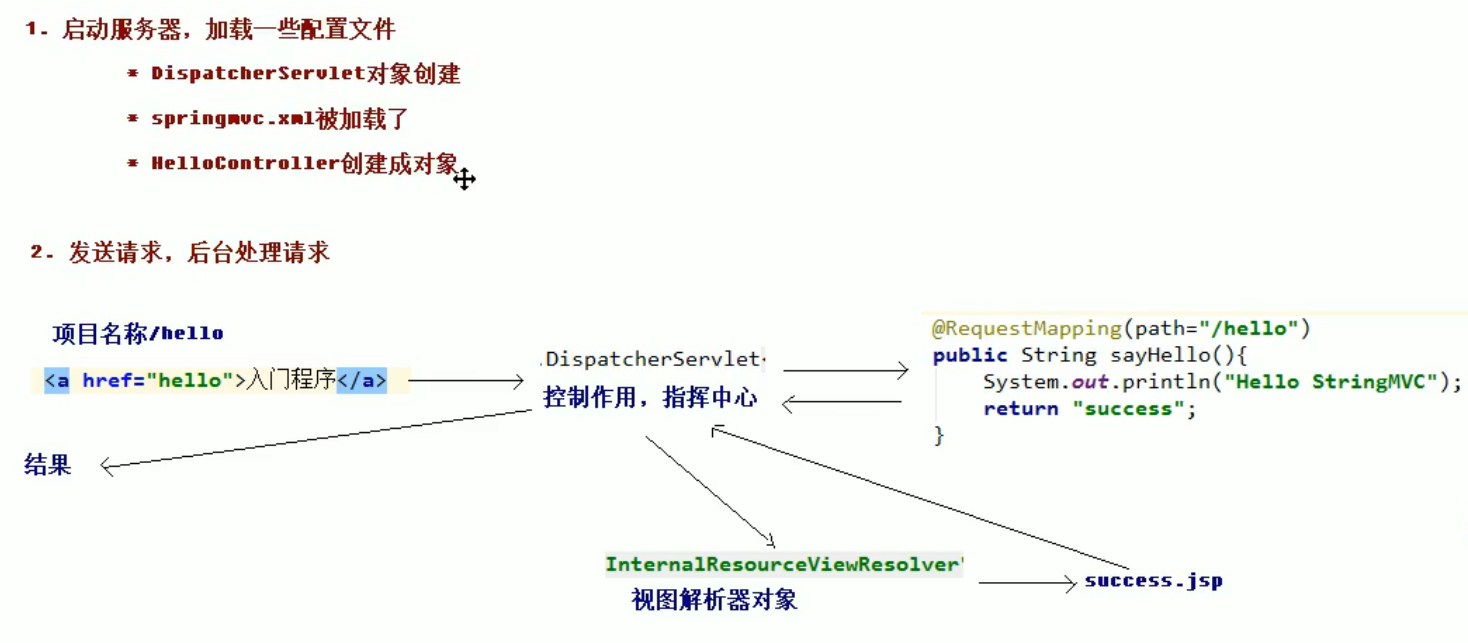 1. 启动服务器，加载一些配置文件
* DispatcherServlet对象创建
* springmvc.xml被加载了
* HelloController创建成对象
2. 发送请求，后台处理请求
项目名称/hello
<a href="hello">入门程序</a>
.DispatcherServlet<
控制作用，指挥中心
@RequestMapping(path="/hello")
public String sayHello(){
System.out.println("Hello StringMVC");
return "success";
}
结果
InternalResourceViewResolver"
视图解析器对象
success.jsp